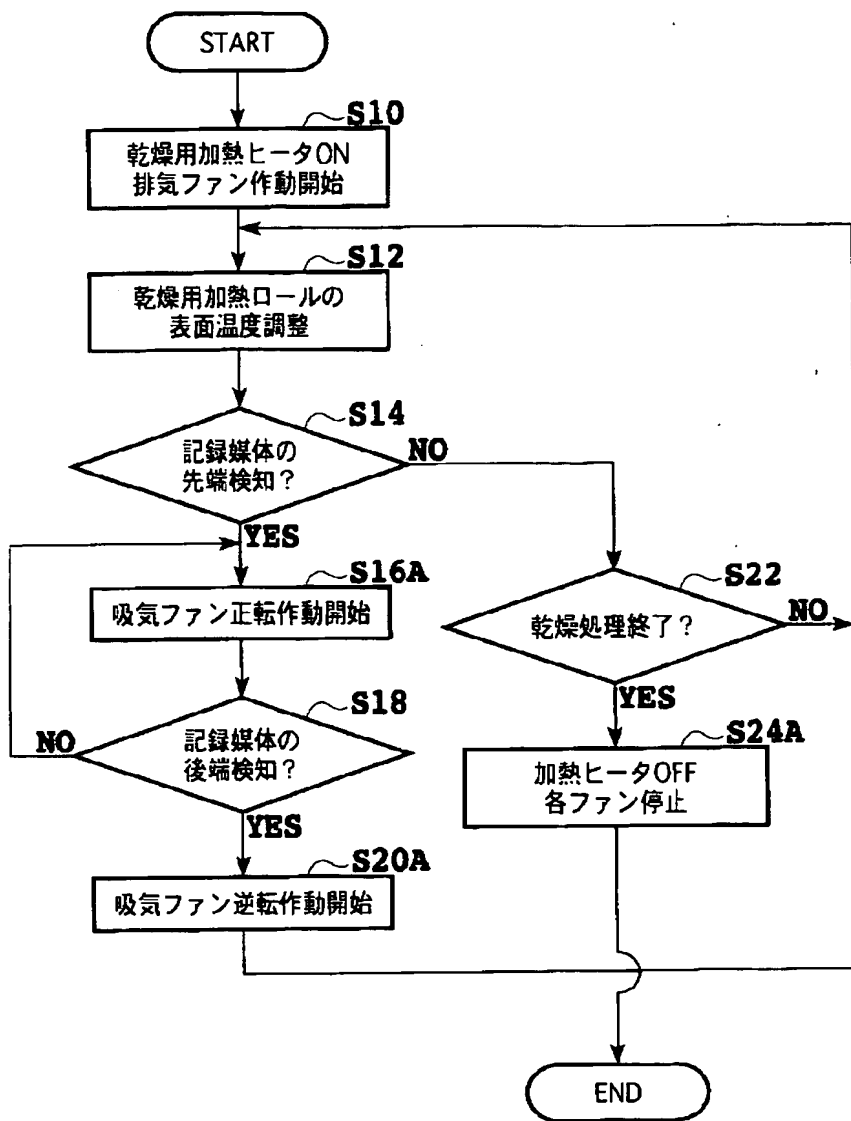 START
S10
乾燥用加熱ヒータON
排気ファン作動開始
S12
乾燥用加熱ロールの
表面温度調整
S14
記録媒体の
先端検知?
NO
YES
S16A
吸気ファン正転作動開始
S18
記録媒体の
後端検知?
NO
YES
S20A
吸気ファン逆転作動開始
S22
乾燥処理終了?
NO
YES
S24A
加熱ヒータOFF
各ファン停止
END